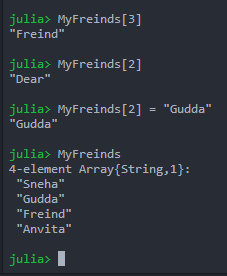 julia> MyFreinds[3]
"Freind"
julia> MyFreinds[2]
"Dear"
julia> MyFreinds[2] = "Gudda"
"Gudda"
julia> MyFreinds
4-element Array{String,1}:
"Sneha"
"Gudda"
"Freind"
"Anvita"
julia>